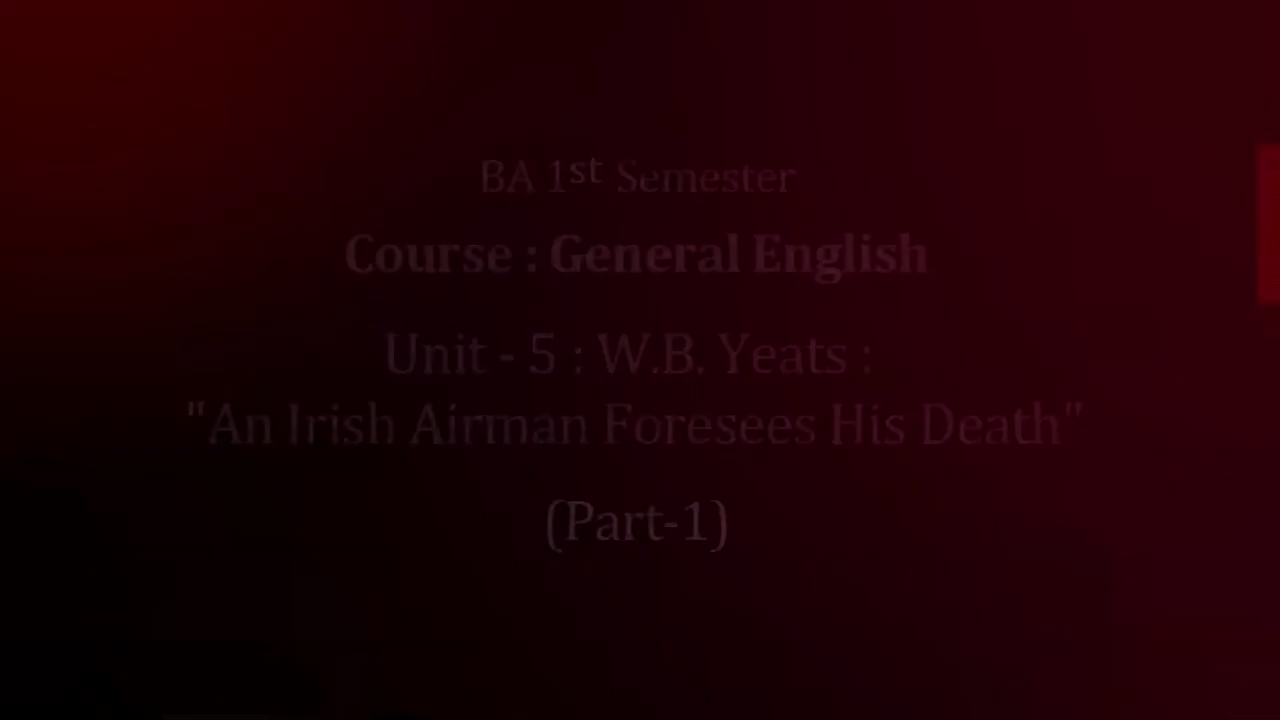 BA 1st Semester
Course : General English
Unit - 5 : W.B. Yeats :
"An Irish Airman Foresees His Death"
(Part-1)